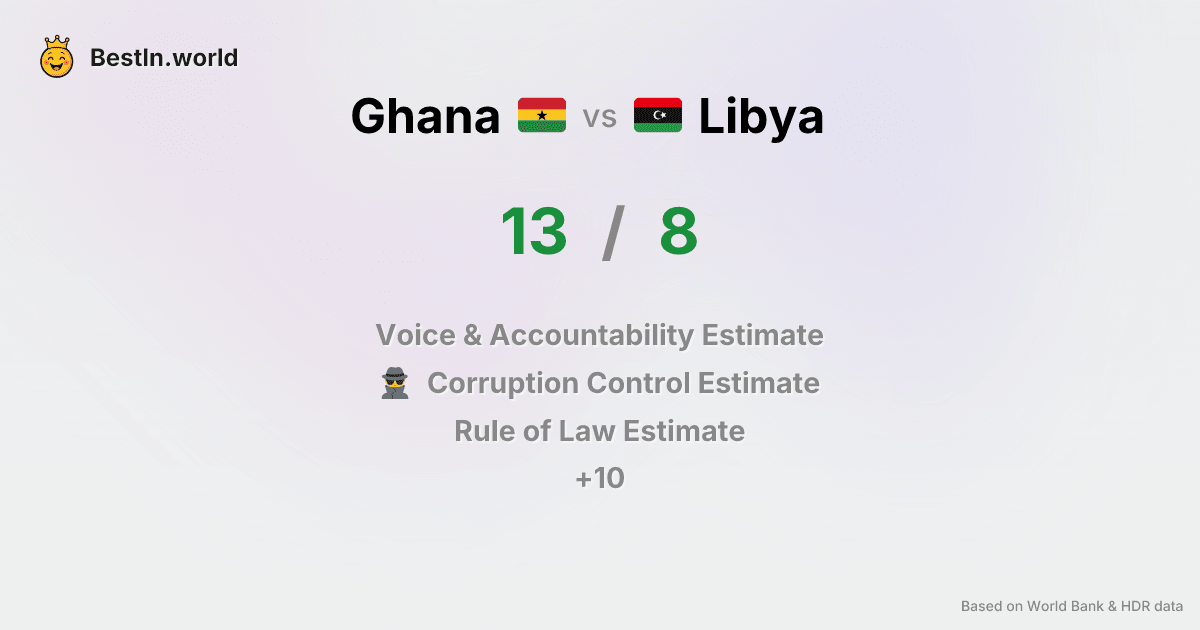 BestIn.world
Ghana vs Libya
13 / 8
Voice & Accountability Estimate
Corruption Control Estimate
Rule of Law Estimate
+10
Based on World Bank & HDR data